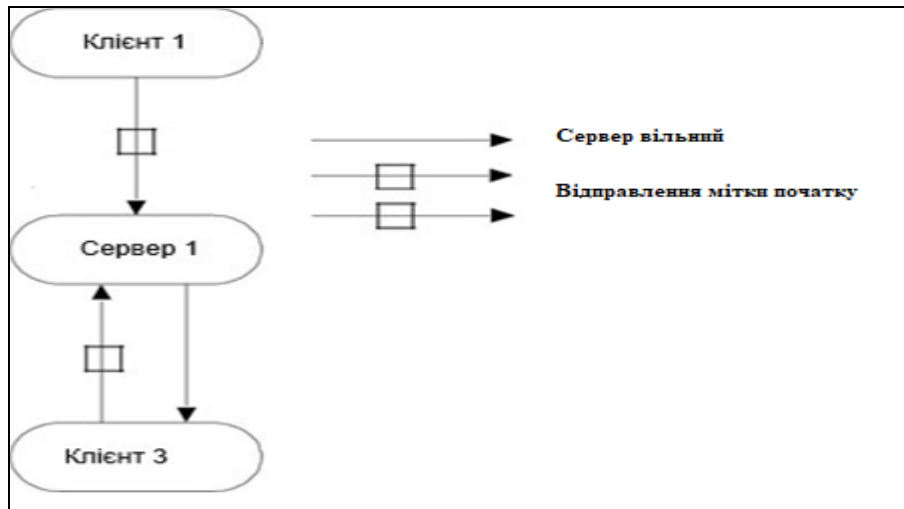 Клієнт 1
Сервер вільний
Відправлення мітки початку
Сервер 1
Клієнт 3